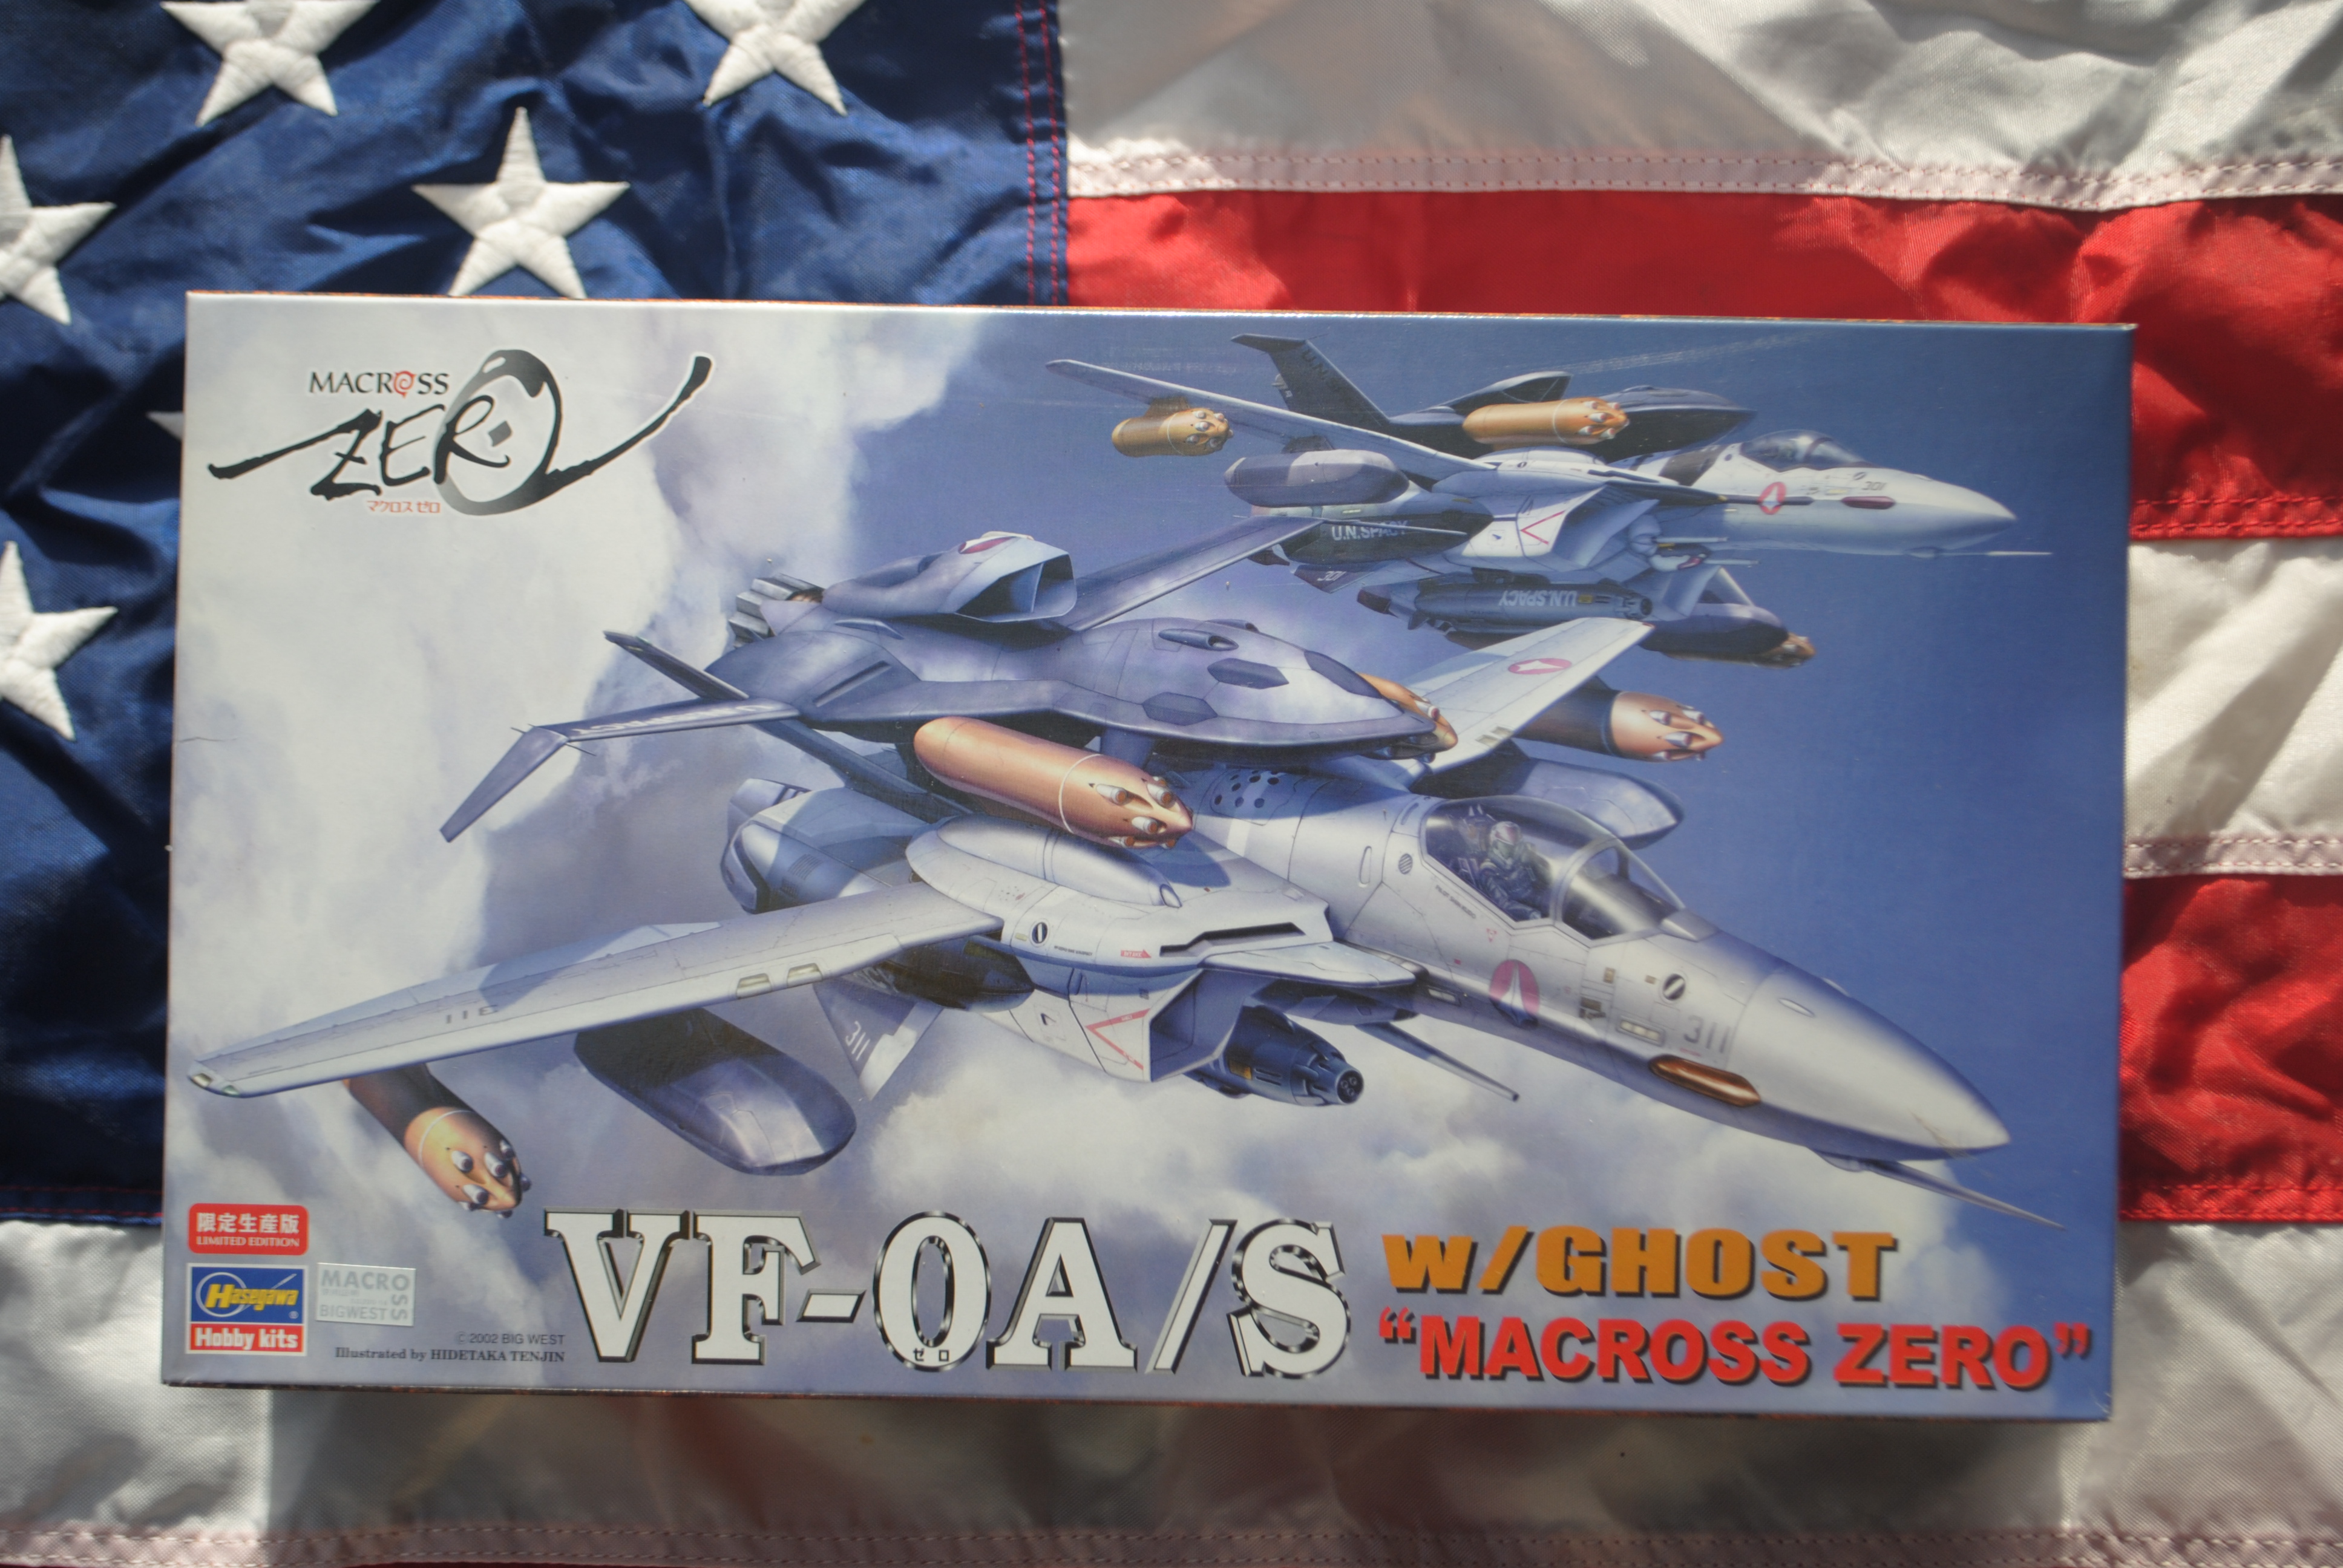 MACROSS
ZERO
マクロス ゼロ
U.N.SPACY
U.N.SPACY
301
311
311
311
限定生産版
LIMITED EDITION
Hasegawa
Hobby kits
MACROSS
BIGWEST
©2002 BIG WEST
Illustrated by HIDETAKA TENJIN
VF-0A/S
ゼロ
w/GHOST
“MACROSS ZERO”